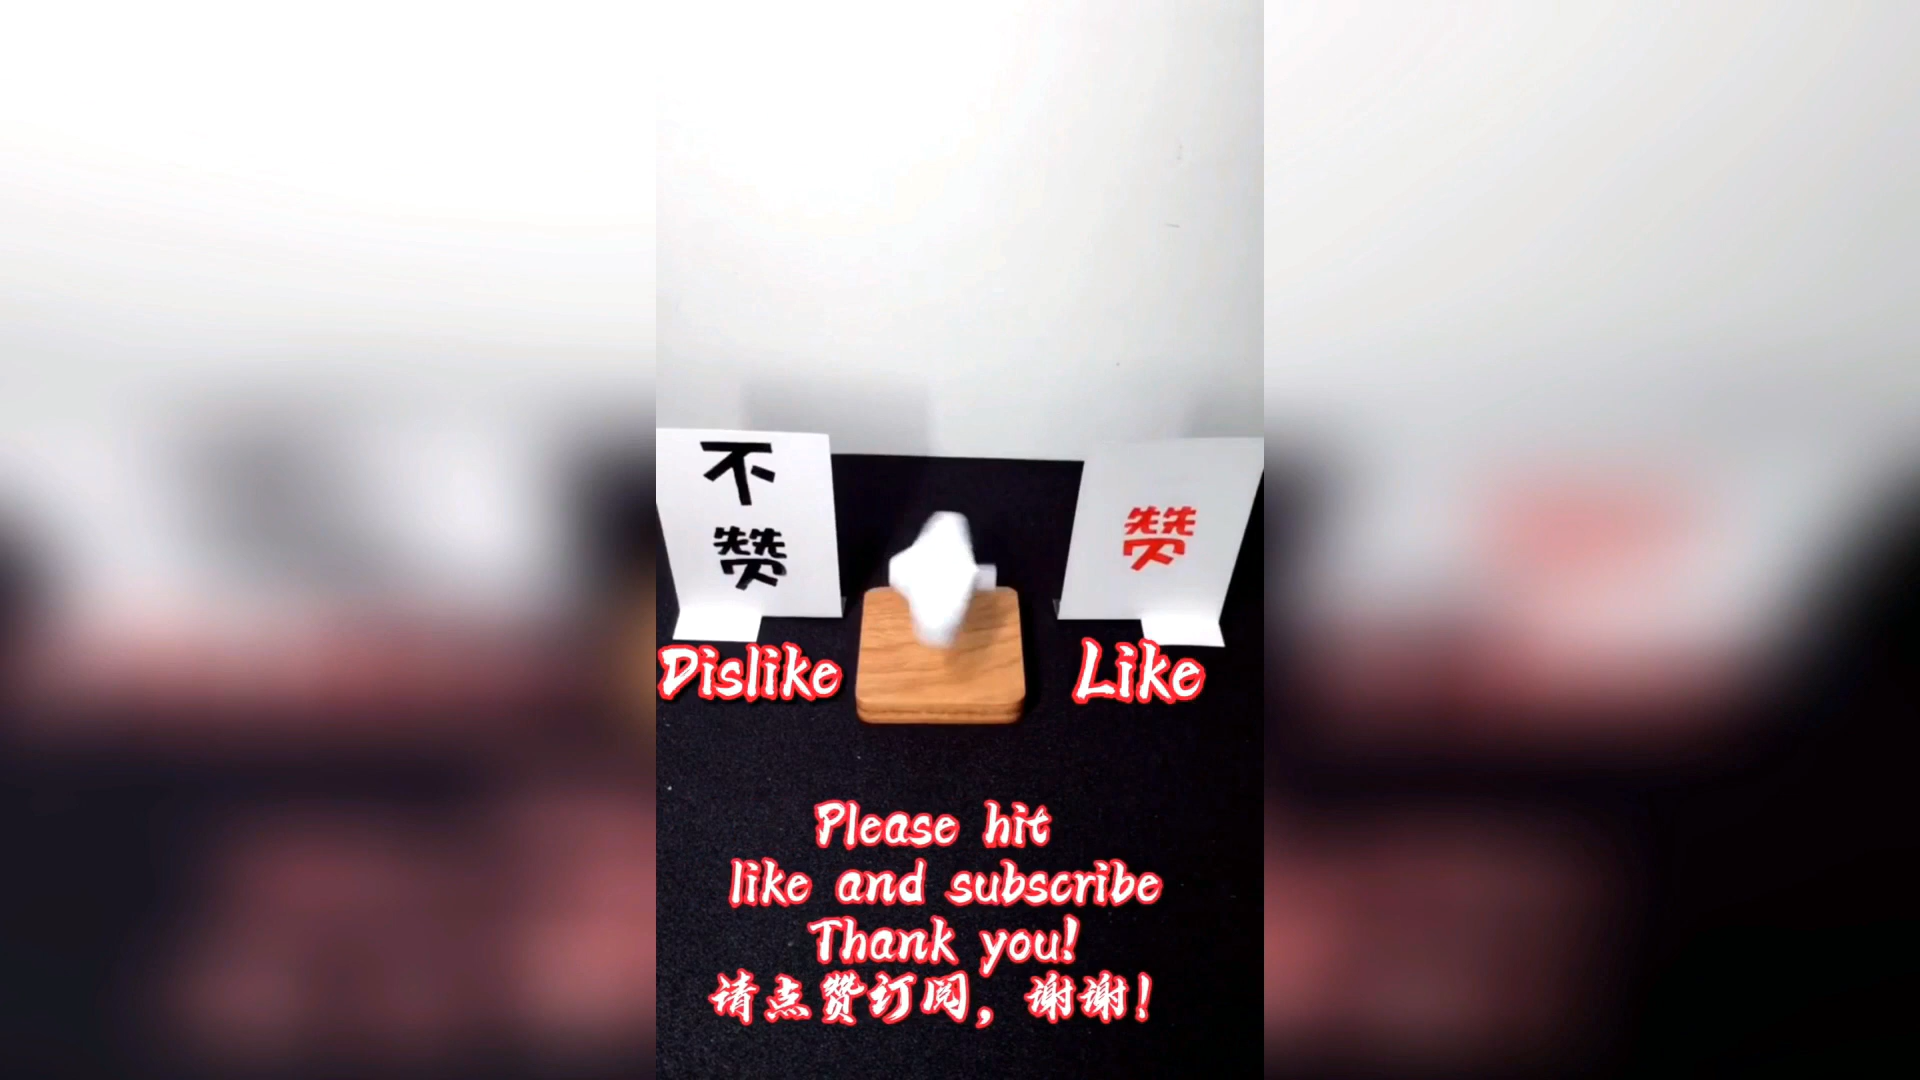 不
赞
赞
Dislike
Like
Please hit
like and subscribe
Thank you!
请点赞订阅，谢谢！